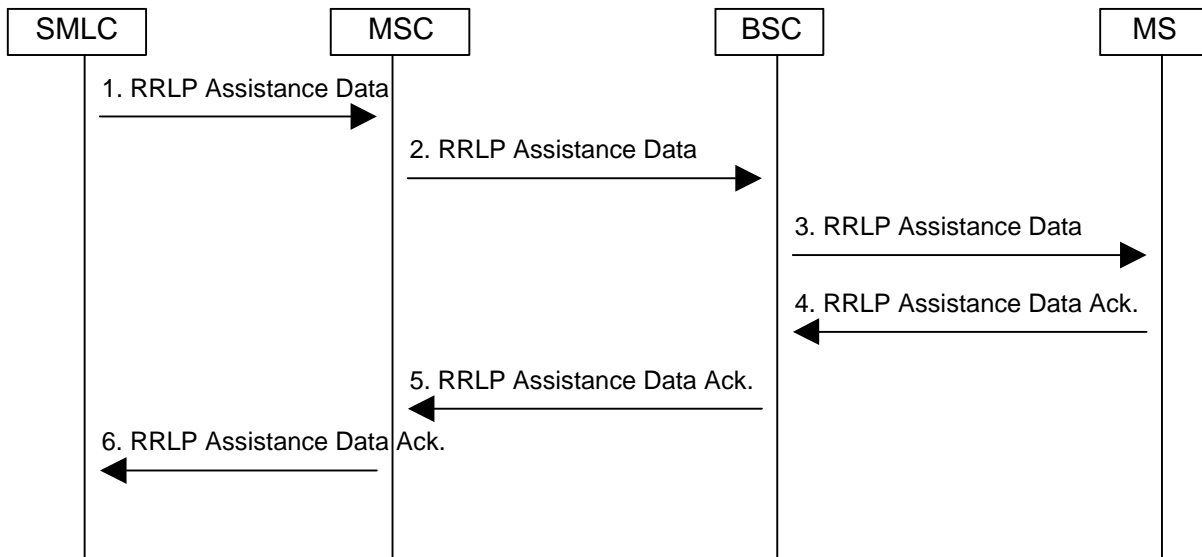 SMLC
MSC
BSC
MS
1. RRLP Assistance Data
2. RRLP Assistance Data
3. RRLP Assistance Data
4. RRLP Assistance Data Ack.
5. RRLP Assistance Data Ack.
6. RRLP Assistance Data Ack.